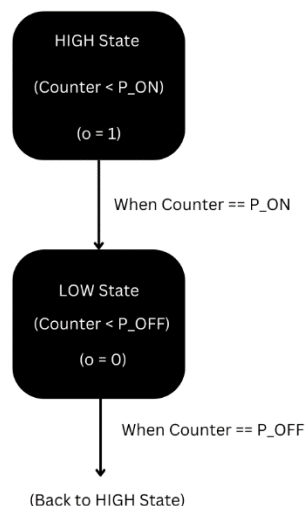 HIGH State
(Counter < P_ON)
(o = 1)
When Counter == P_ON
LOW State
(Counter < P_OFF)
(o = 0)
When Counter == P_OFF
(Back to HIGH State)